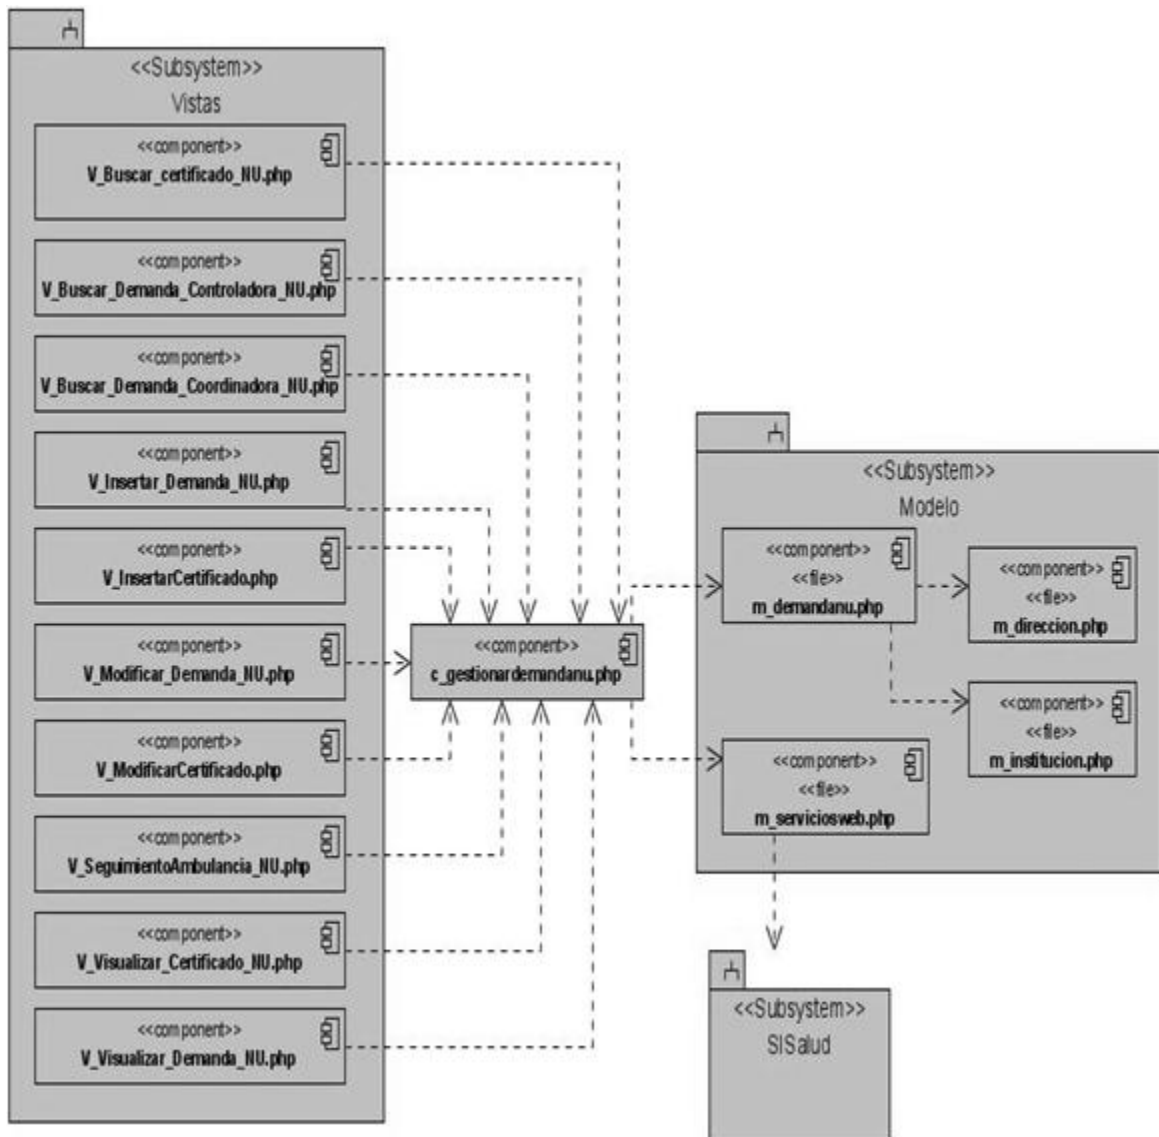 <<Subsystem>>
Vistas
<<component>>
V_Buscar_certificado_NU.php
<<component>>
V_Buscar_Demanda_Controladora_NU.php
<<component>>
V_Buscar_Demanda_Coordinadora_NU.php
<<component>>
V_Insertar_Demanda_NU.php
<<component>>
V_InsertarCertificado.php
<<component>>
V_Modificar_Demanda_NU.php
<<component>>
V_ModificarCertificado.php
<<component>>
V_SeguimientoAmbulancia_NU.php
<<component>>
V_Visualizar_Certificado_NU.php
<<component>>
V_Visualizar_Demanda_NU.php
<<component>>
c_gestionardemandanu.php
<<Subsystem>>
Modelo
<<component>>
<<file>>
m_demandanu.php
<<component>>
<<file>>
m_direccion.php
<<component>>
<<file>>
m_institucion.php
<<component>>
<<file>>
m_serviciosweb.php
<<Subsystem>>
SISalud